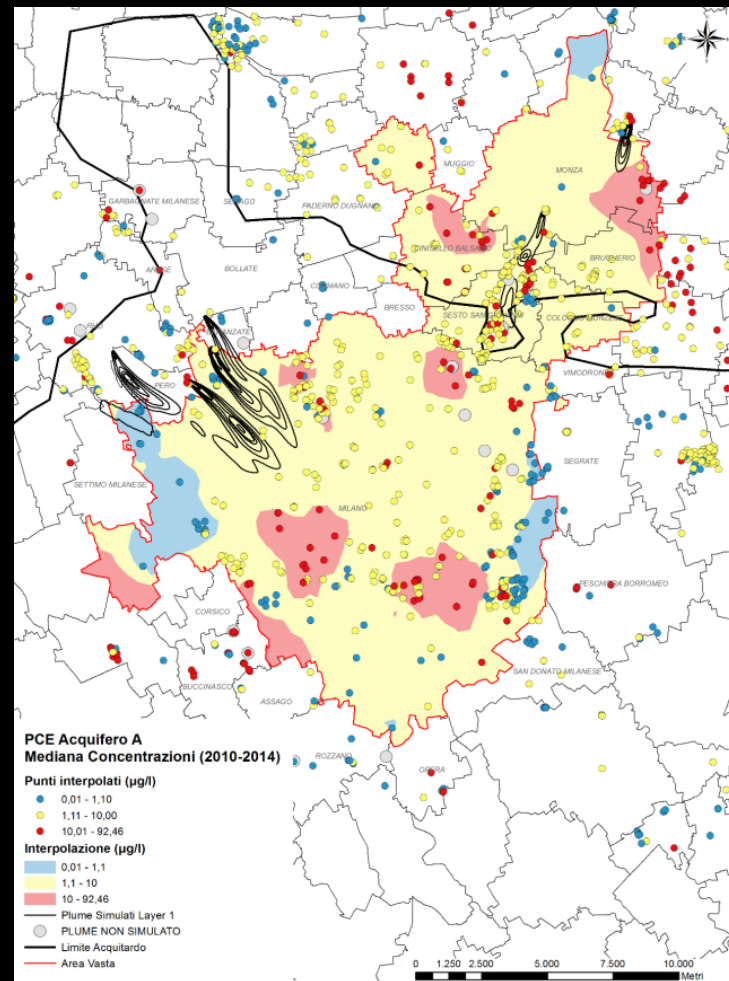 MUGGIO
MONZA
GARBAGNATE MILANESE
SENAGO
PADERNO DUGNANO
CINISELLO BALSAMO
BRUGHERIO
ARESE
BOLLATE
CORMANO
BRESSO
SESTO SAN GIOVANNI
COLOGNO MONZESE
RHO
PERO
VIMODRONE
SETTIMO MILANESE
SEGRATE
MILANO
PESCHIERA BORROMEO
CORSICO
BUCCINASCO
ASSAGO
SAN DONATO MILANESE
ROZZANO
OPERA
PCE Acquifero A
Mediana Concentrazioni (2010-2014)
Punti interpolati (µg/l)
0,01 - 1,10
1,11 - 10,00
10,01 - 92,46
Interpolazione (µg/l)
0,01 - 1,1
1,1 - 10
10 - 92,46
Plume Simulati Layer 1
PLUME NON SIMULATO
Limite Acquitardo
Area Vasta
0 1.250 2.500 5.000 7.500 10.000
Metri